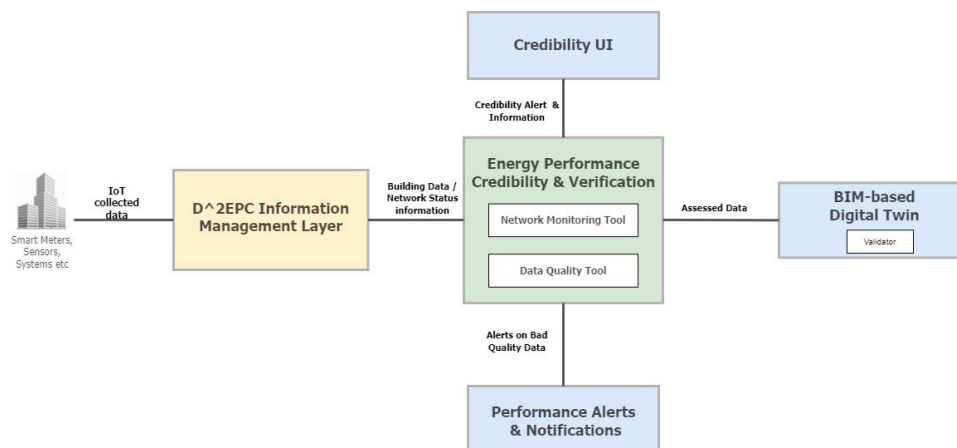 Credibility UI
Credibility Alert &
Information
Energy Performance
Credibility & Verification
Network Monitoring Tool
Data Quality Tool
IoT
collected
data
Smart Meters,
Sensors,
Systems etc
D^2EPC Information
Management Layer
Building Data /
Network Status
information
Assessed Data
BIM-based
Digital Twin
Validator
Alerts on Bad
Quality Data
Performance Alerts
& Notifications